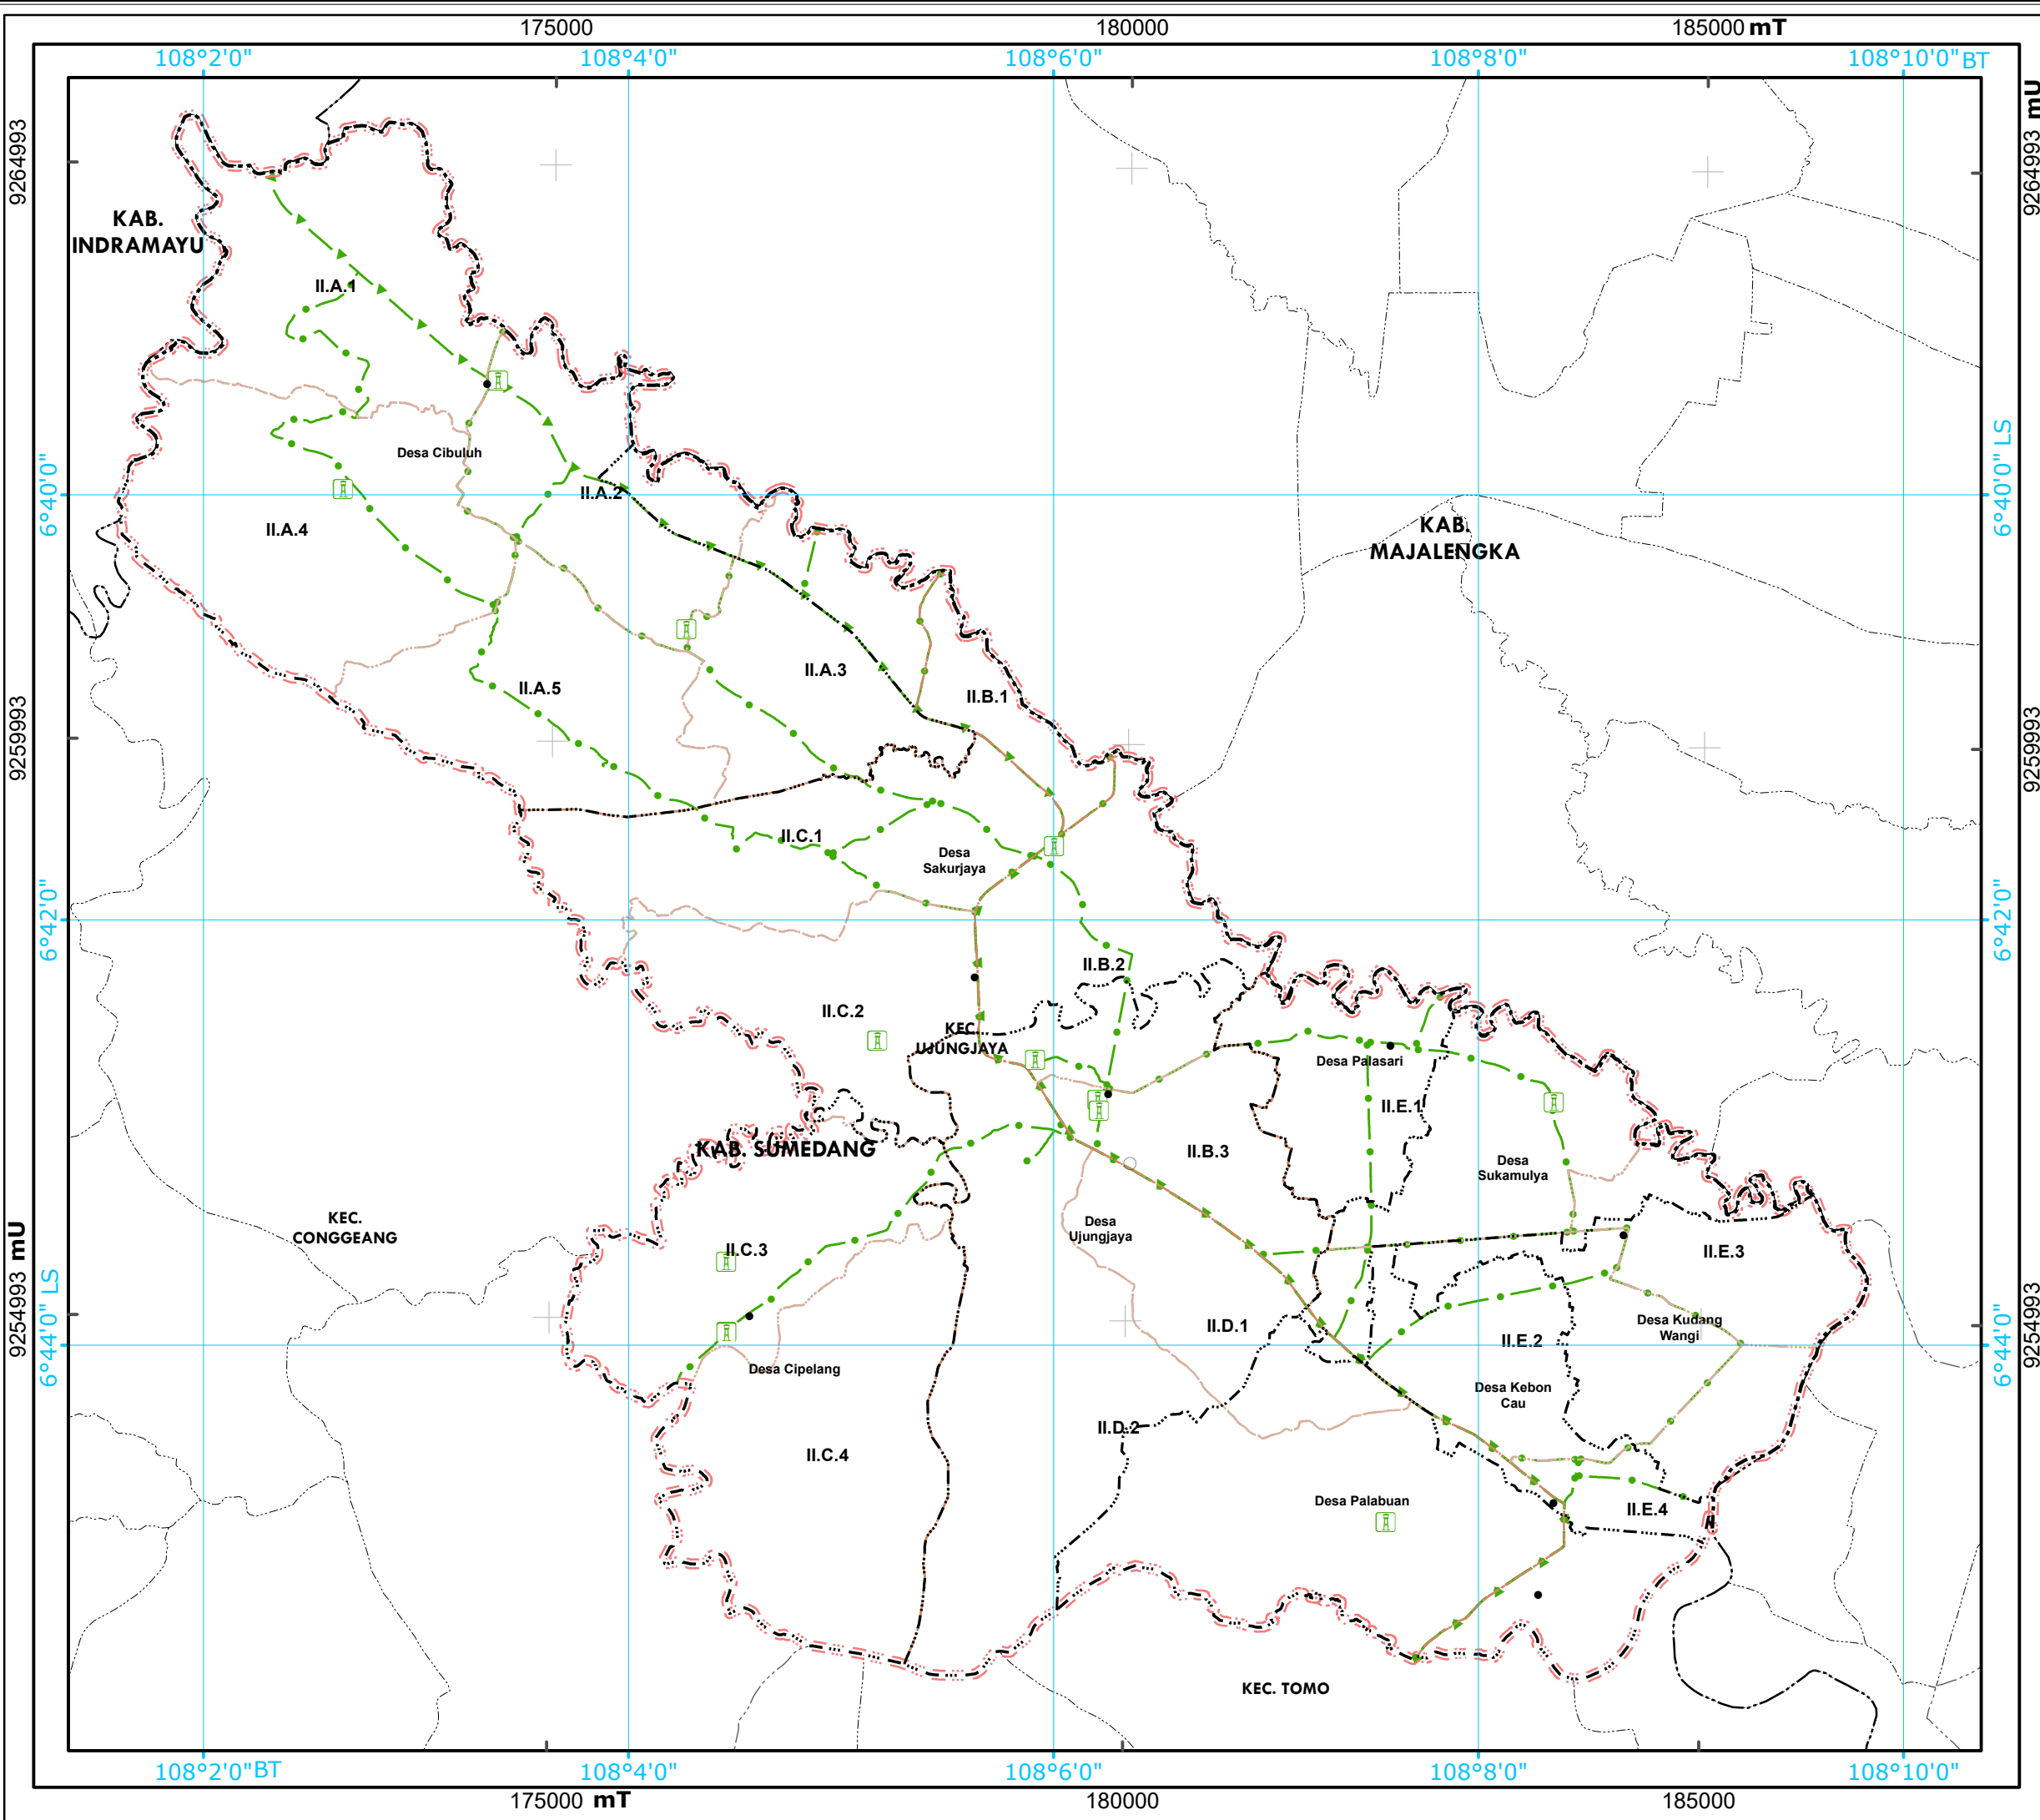 175000
180000
185000 mT
108°2'0"
108°4'0"
108°6'0"
108°8'0"
108°10'0" BT
9264993
9264993 mU
KAB.
INDRAMAYU
II.A.1
Desa Cibuluh
6°40'0"
6°40'0" LS
II.A.2
II.A.4
KAB.
MAJALENGKA
II.A.3
II.A.5
II.B.1
9259993
9259993
II.C.1
Desa
Sakurjaya
6°42'0"
6°42'0" LS
II.B.2
II.C.2
KEC.
UJUNGJAYA
Desa Palasari
II.E.1
KAB. SUMEDANG
II.B.3
Desa
Sukamulya
KEC.
CONGGEANG
Desa
Ujungjaya
II.C.3
II.E.3
9254993 mU
9254993
6°44'0" LS
6°44'0"
II.D.1
II.E.2
Desa Kudang
Wangi
Desa Cipelang
Desa Kebon
Cau
II.D.2
II.C.4
Desa Palabuan
II.E.4
KEC. TOMO
108°2'0" BT
108°4'0"
108°6'0"
108°8'0"
108°10'0"
175000 mT
180000
185000